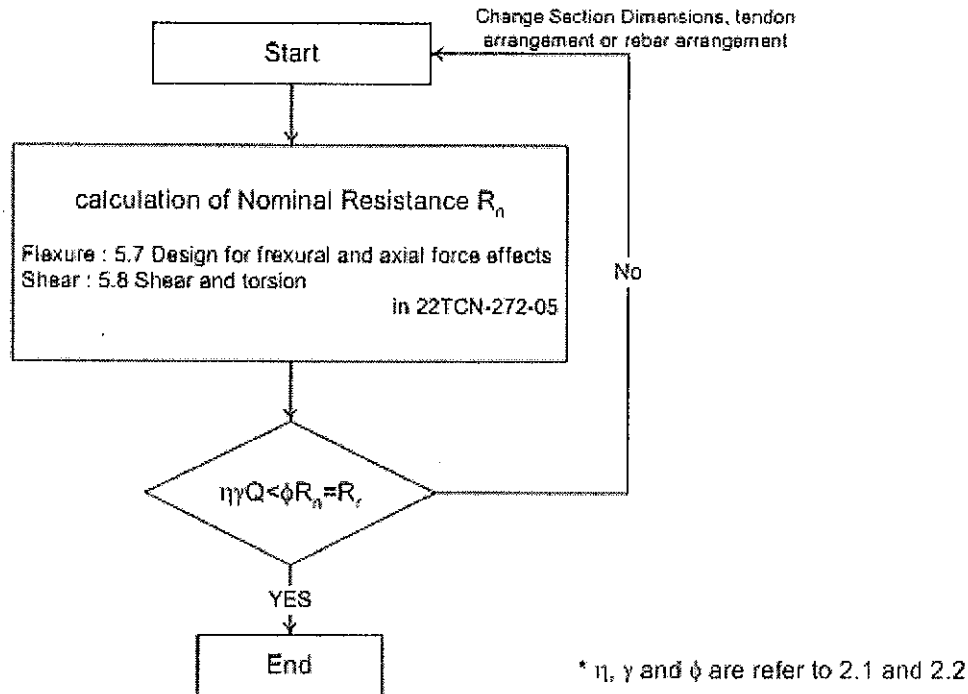 Change Section Dimensions, tendon
arrangement or rebar arrangement
Start
calculation of Nominal Resistance Rₙ
Flexure : 5.7 Design for frexural and axial force effects
Shear : 5.8 Shear and torsion
in 22TCN-272-05
No
ηγQ<ϕRₙ=Rᵣ
YES
End
* η, γ and ϕ are refer to 2.1 and 2.2